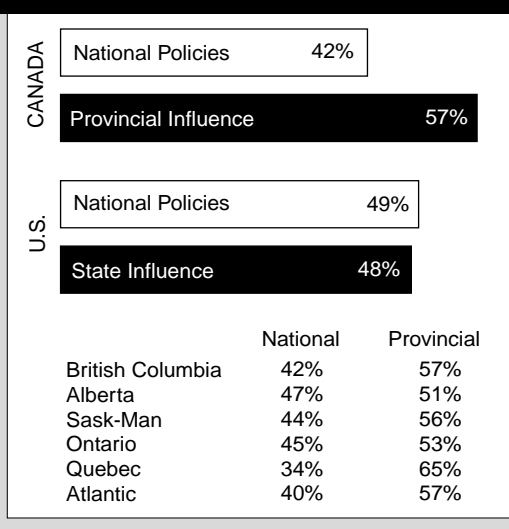 CANADA
National Policies 42%
Provincial Influence 57%
U.S.
National Policies 49%
State Influence 48%
National Provincial
British Columbia 42% 57%
Alberta 47% 51%
Sask-Man 44% 56%
Ontario 45% 53%
Quebec 34% 65%
Atlantic 40% 57%